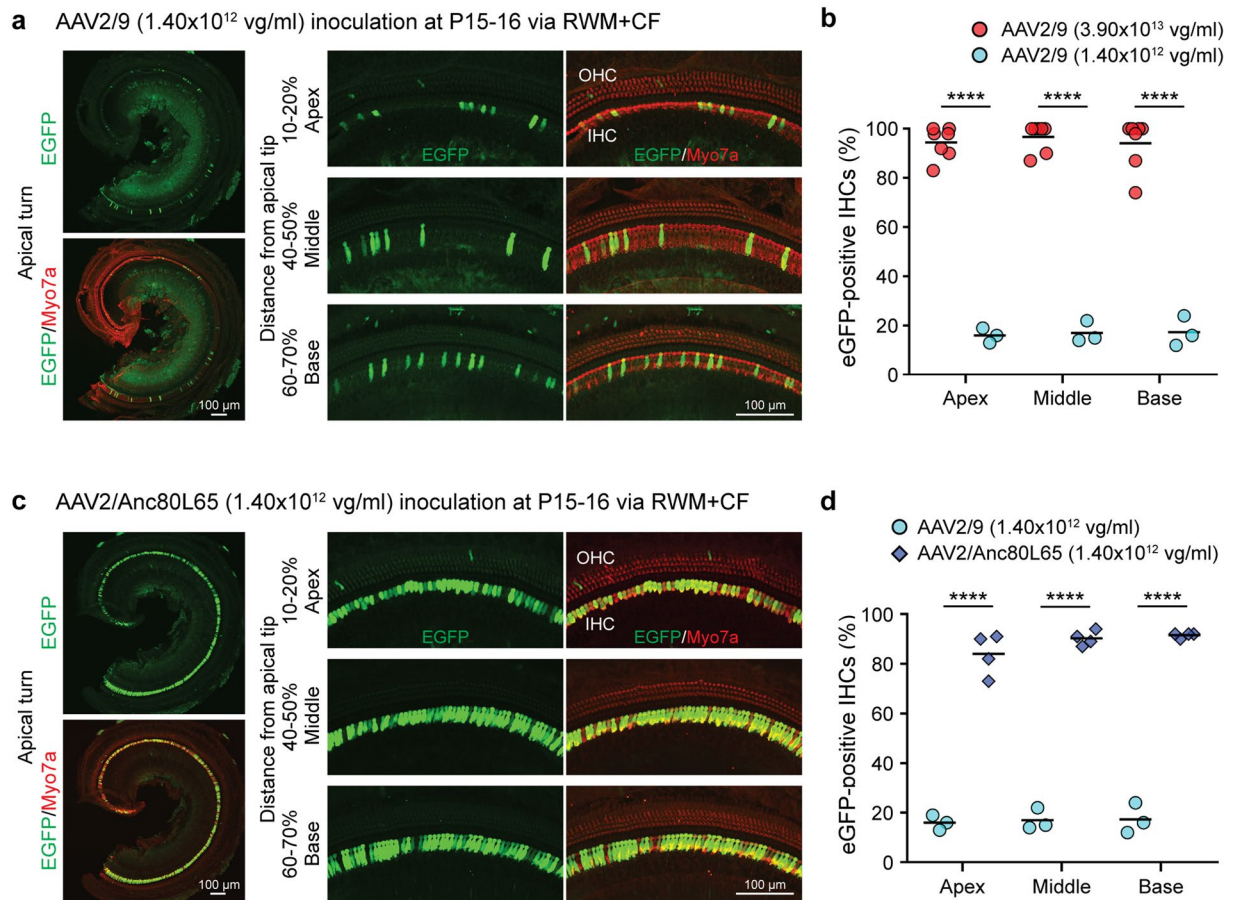 a AAV2/9 (1.40x10¹² vg/ml) inoculation at P15-16 via RWM+CF
EGFP
Apical turn
EGFP/Myo7a
100 µm
Distance from apical tip
10-20%
Apex
40-50%
Middle
60-70%
Base
OHC
IHC
EGFP
EGFP/Myo7a
100 µm
b
AAV2/9 (3.90x10¹³ vg/ml)
AAV2/9 (1.40x10¹² vg/ml)
**** **** ****
eGFP-positive IHCs (%)
100
80
60
40
20
0
Apex Middle Base
c AAV2/Anc80L65 (1.40x10¹² vg/ml) inoculation at P15-16 via RWM+CF
EGFP
Apical turn
EGFP/Myo7a
100 µm
Distance from apical tip
10-20%
Apex
40-50%
Middle
60-70%
Base
OHC
IHC
EGFP
EGFP/Myo7a
100 µm
d
AAV2/9 (1.40x10¹² vg/ml)
AAV2/Anc80L65 (1.40x10¹² vg/ml)
**** **** ****
eGFP-positive IHCs (%)
100
80
60
40
20
0
Apex Middle Base